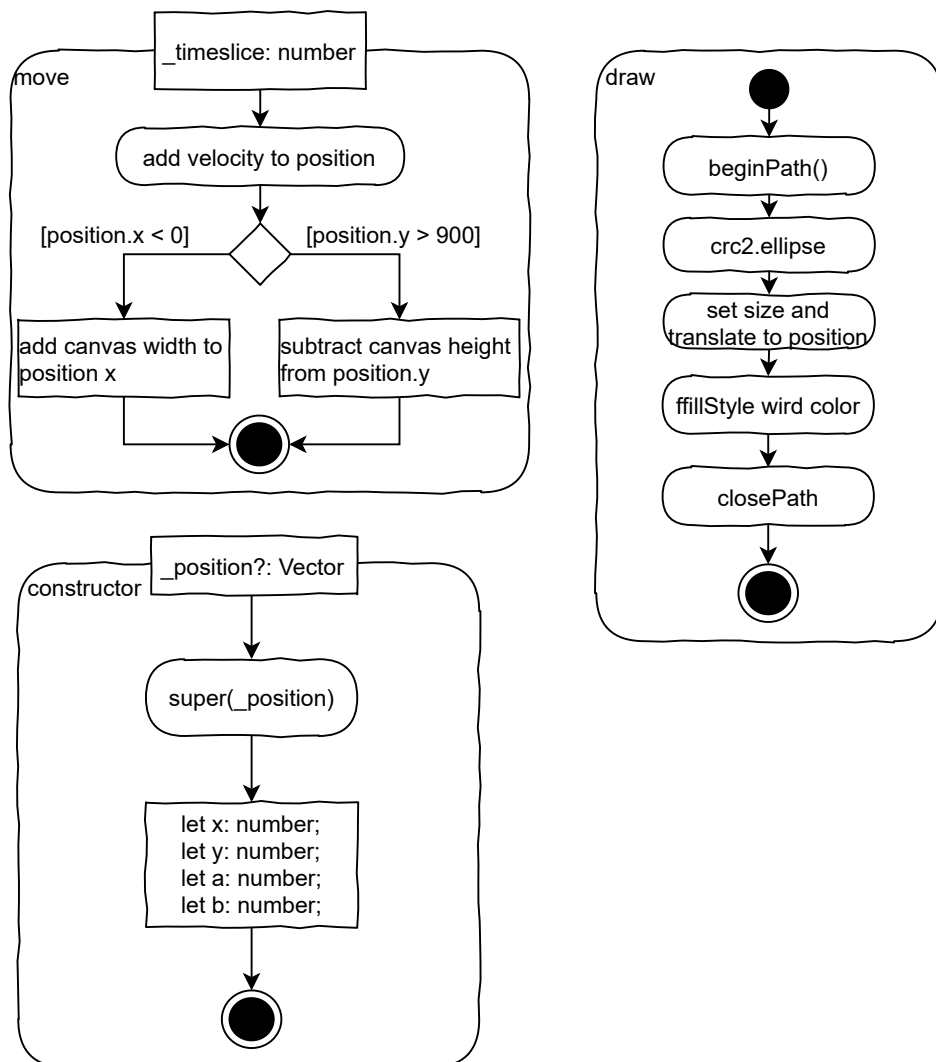 _timeslice: number
move
add velocity to position
[position.x < 0]
[position.y > 900]
add canvas width to
position x
subtract canvas height
from position.y
draw
beginPath()
crc2.ellipse
set size and
translate to position
ffillStyle wird color
closePath
_position?: Vector
constructor
super(_position)
let x: number;
let y: number;
let a: number;
let b: number;